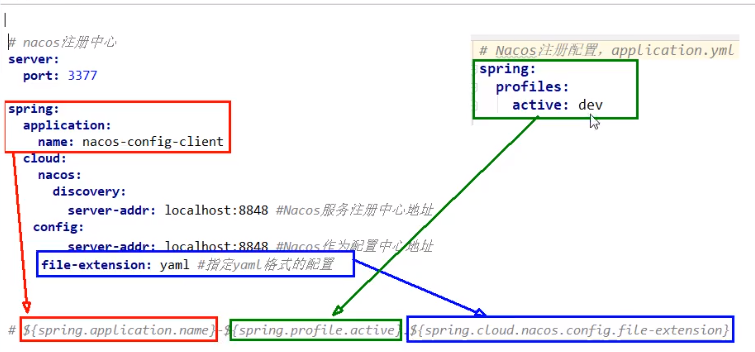 # nacos注册中心
server:
port: 3377
spring:
application:
name: nacos-config-client
cloud:
nacos:
discovery:
server-addr: localhost:8848 #Nacos服务注册中心地址
config:
server-addr: localhost:8848 #Nacos作为配置中心地址
file-extension: yaml #指定yaml格式的配置
# Nacos注册配置，application.yml
spring:
profiles:
active: dev
# ${spring.application.name}-${spring.profile.active}.${spring.cloud.nacos.config.file-extension}